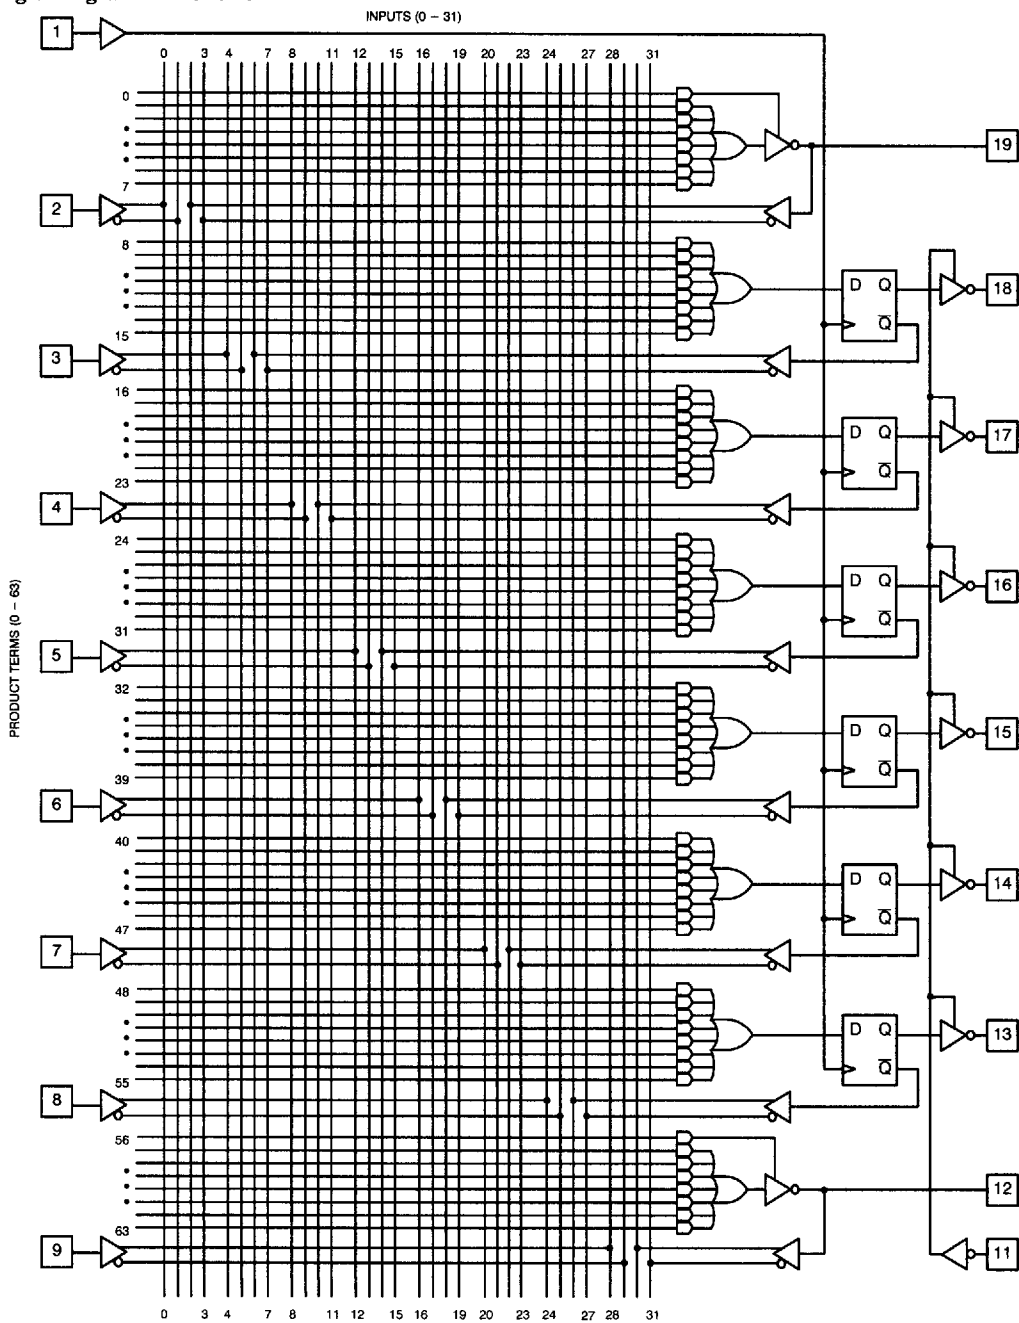 INPUTS (0 – 31)
1
0 3 4 7 8 11 12 15 16 19 20 23 24 27 28 31
0
19
7
2
8
D Q
18
Q̅
15
3
16
D Q
17
Q̅
23
4
24
D Q
16
Q̅
31
5
PRODUCT TERMS (0 – 63)
32
D Q
15
Q̅
39
6
40
D Q
14
Q̅
47
7
48
D Q
13
Q̅
55
8
56
12
63
9
11
0 3 4 7 8 11 12 15 16 19 20 23 24 27 28 31